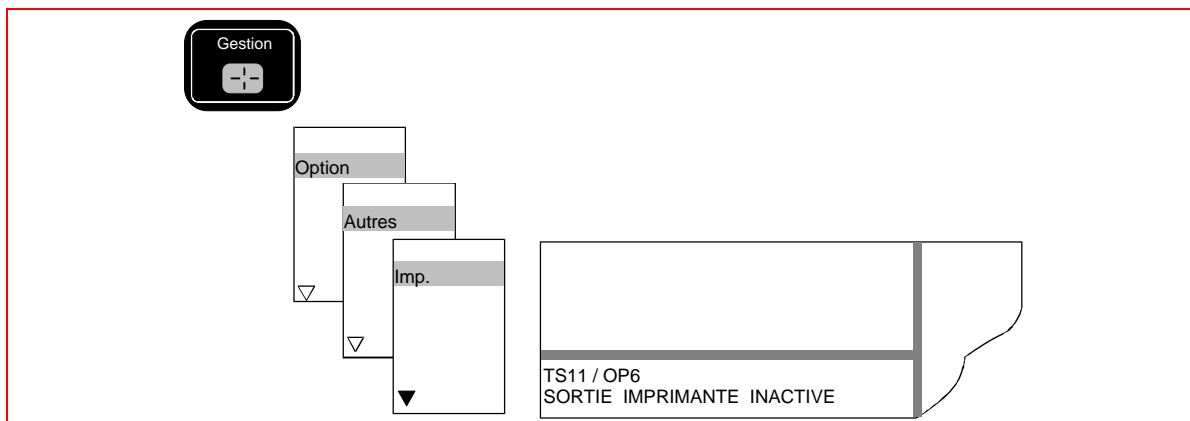 Gestion
Option
Autres
Imp.
TS11 / OP6
SORTIE IMPRIMANTE INACTIVE